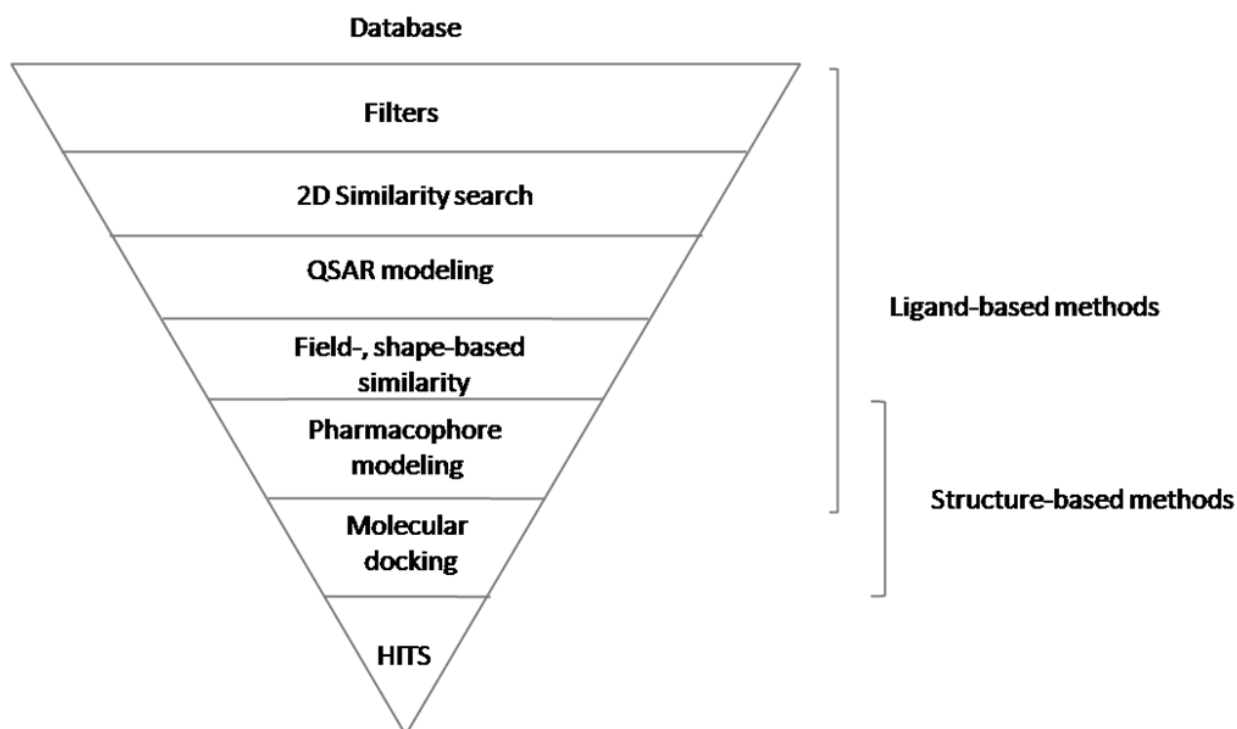 Database
Filters
2D Similarity search
QSAR modeling
Field-, shape-based
similarity
Pharmacophore
modeling
Molecular
docking
HITS
Ligand-based methods
Structure-based methods